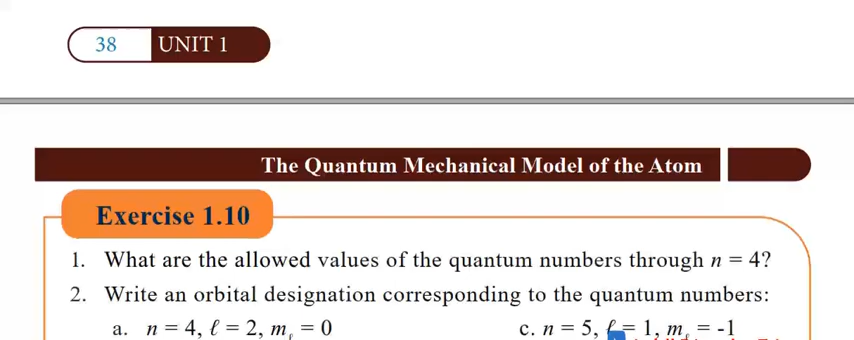 38 UNIT 1
The Quantum Mechanical Model of the Atom
Exercise 1.10
1. What are the allowed values of the quantum numbers through n = 4?
2. Write an orbital designation corresponding to the quantum numbers:
a. n = 4, ℓ = 2, mℓ = 0 c. n = 5, ℓ = 1, mℓ = -1